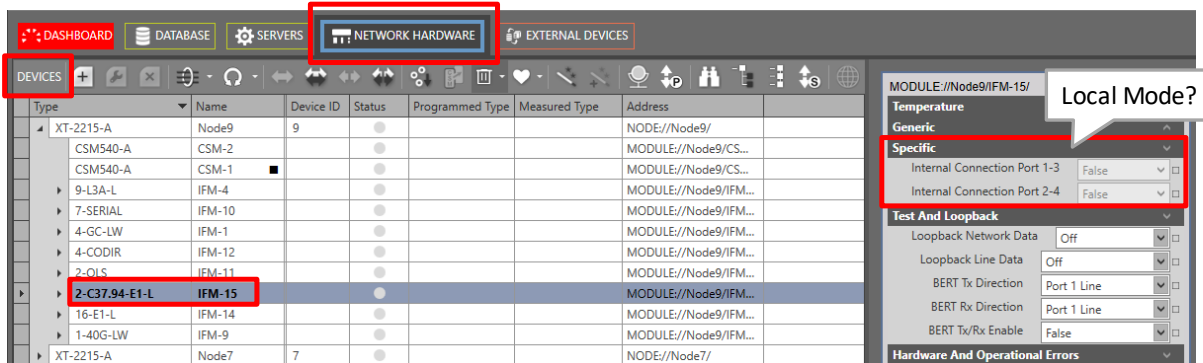 DASHBOARD DATABASE SERVERS NETWORK HARDWARE EXTERNAL DEVICES
DEVICES
Type Name Device ID Status Programmed Type Measured Type Address
XT-2215-A Node9 9 NODE://Node9/
CSM540-A CSM-2 MODULE://Node9/CS...
CSM540-A CSM-1 MODULE://Node9/CS...
9-L3A-L IFM-4 MODULE://Node9/IFM...
7-SERIAL IFM-10 MODULE://Node9/IFM...
4-GC-LW IFM-1 MODULE://Node9/IFM...
4-CODIR IFM-12 MODULE://Node9/IFM...
2-OLS IFM-11 MODULE://Node9/IFM...
2-C37.94-E1-L IFM-15 MODULE://Node9/IFM...
16-E1-L IFM-14 MODULE://Node9/IFM...
1-40G-LW IFM-9 MODULE://Node9/IFM...
XT-2215-A Node7 7 NODE://Node7/
MODULE://Node9/IFM-15/
Local Mode?
Temperature
Generic
Specific
Internal Connection Port 1-3 False
Internal Connection Port 2-4 False
Test And Loopback
Loopback Network Data Off
Loopback Line Data Off
BERT Tx Direction Port 1 Line
BERT Rx Direction Port 1 Line
BERT Tx/Rx Enable False
Hardware And Operational Errors